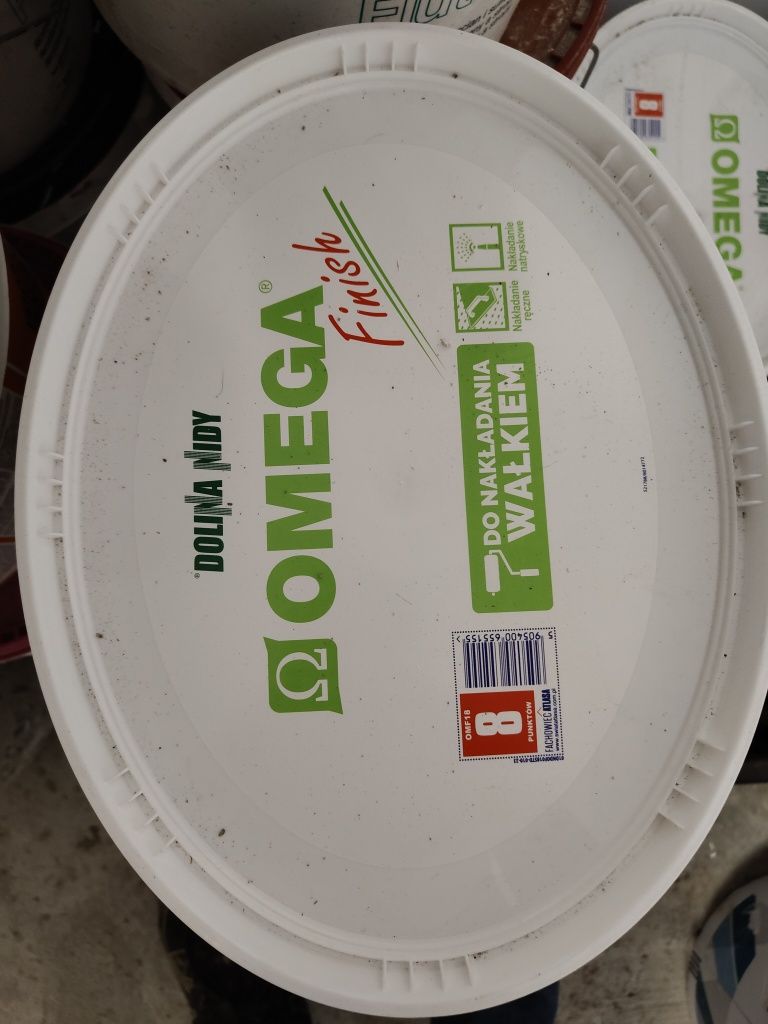 DOLINA NIDY®
Ω OMEGA®
Finish
DO NAKŁADANIA
WAŁKIEM
Nakładanie
ręczne
Nakładanie
natryskowe
5 905400 655155 >
OMF18
8
PUNKTÓW
FACHOWIEC ATLASA
Ω OMEGA
8